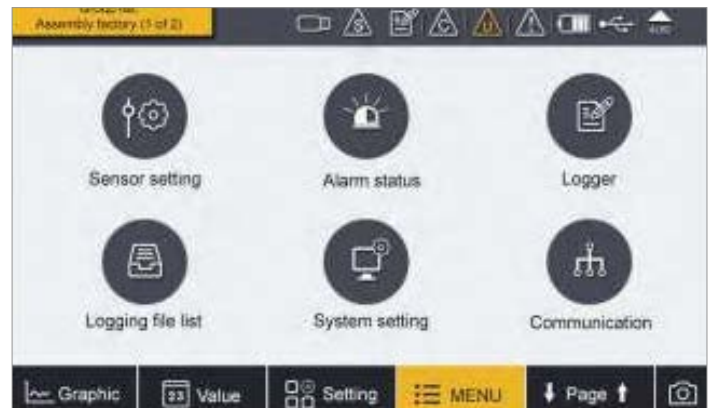 Assembly factory (1 of 2)
S C U !
Sensor setting Alarm status Logger
Logging file list System setting Communication
Graphic 23 Value Setting MENU Page